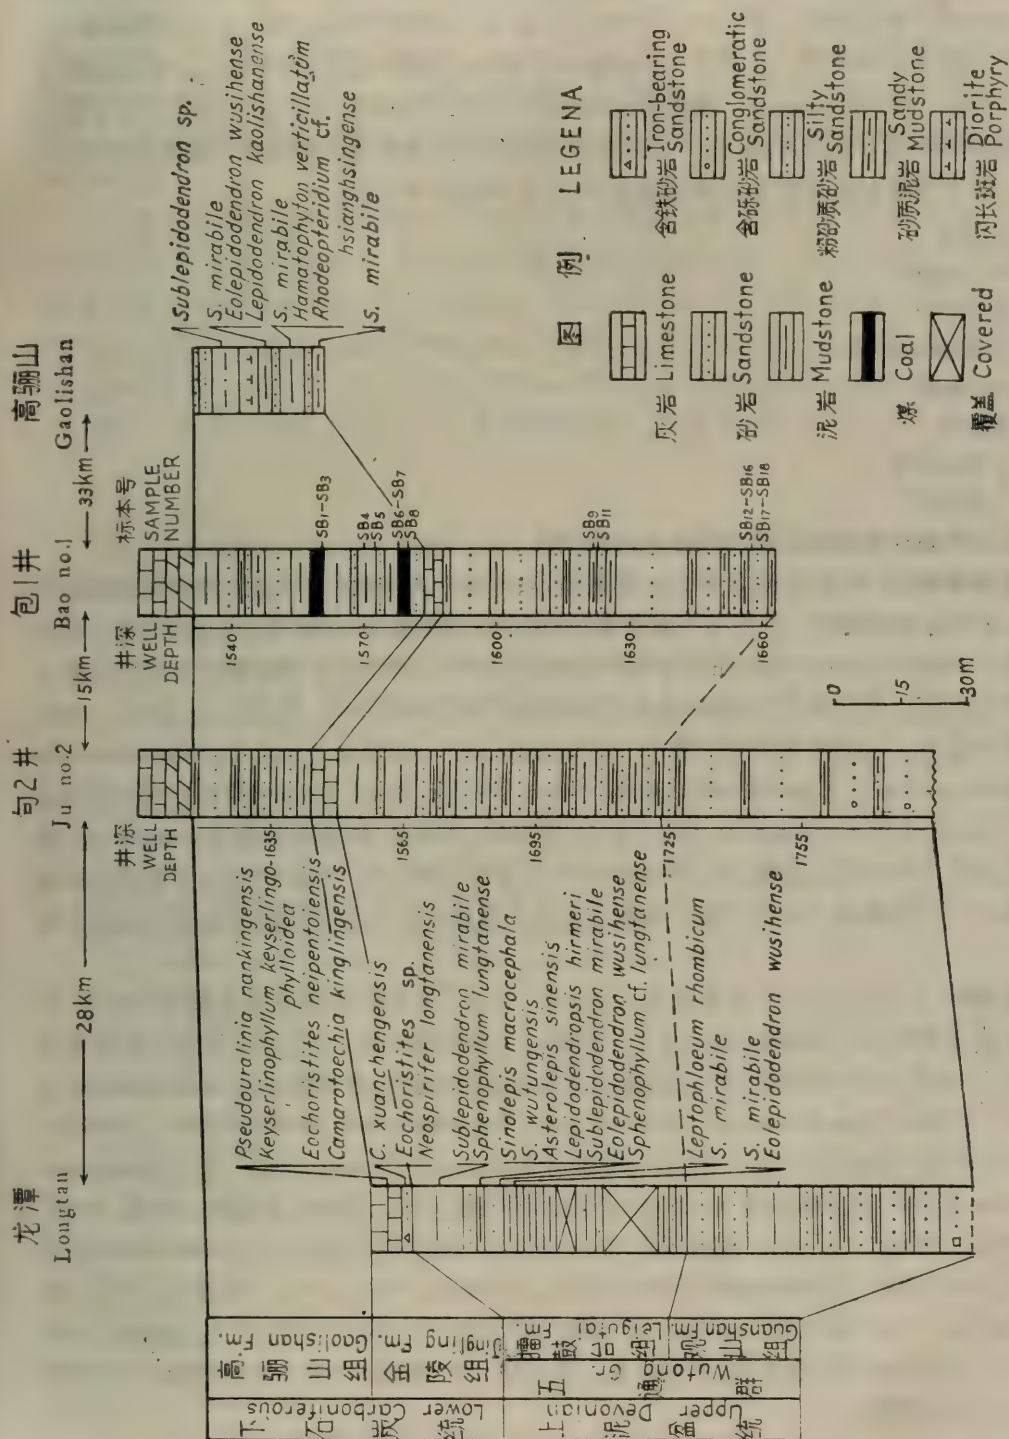 龙潭
Longtan
28km
句2井
Ju no.2
15km
包1井
Bao no.1
33km
高骊山
Gaolishan
井深
WELL
DEPTH
1635
1565
1695
1725
1755
井深
WELL
DEPTH
1540
1570
1600
1630
1660
标本号
SAMPLE
NUMBER
SB1-SB3
SB4
SB5
SB6-SB7
SB8
SB9
SB11
SB12-SB16
SB17-SB18
Sublepidodendron sp.
S. mirabile
Eolepidodendron wusihense
Lepidodendron kaolishanense
S. mirabile
Hamatophyton verticillatum
Rhodeopteridium cf.
hsianghsingense
S. mirabile
Pseudouralinia nankingensis
Keyserlinophyllum keyserlingo-
phylloidea
Eochoristites neipentoiensis
Camarotoechia kinglingensis
C. xuanchengensis
Eochoristites sp.
Neospirifer longtanensis
Sublepidodendron mirabile
Sphenophyllum lungtanense
Sinolepis macrocephala
S. wutungensis
Asterolepis sinensis
Lepidodendropsis hirmeri
Sublepidodendron mirabile
Eolepidodendron wusihense
Sphenophyllum cf. lungtanense
Leptophloeum rhombicum
S. mirabile
S. mirabile
Eolepidodendron wusihense
0
15
30m
图 例 LEGENA
灰岩 Limestone
砂岩 Sandstone
泥岩 Mudstone
煤 Coal
覆盖 Covered
含铁砂岩 Iron-bearing
Sandstone
含砾砂岩 Conglomeratic
Sandstone
粉砂质砂岩 Silty
Sandstone
砂质泥岩 Sandy
Mudstone
闪长斑岩 Diorite
Porphyry
下石炭统
Lower Carboniferous
高骊山组
Gaolishan Fm.
金陵组
Jingling Fm.
上泥盆统
Upper Devonian
五通群
Wutong Gr.
擂鼓台组
Leigutai Fm.
观山组
Guanshan Fm.